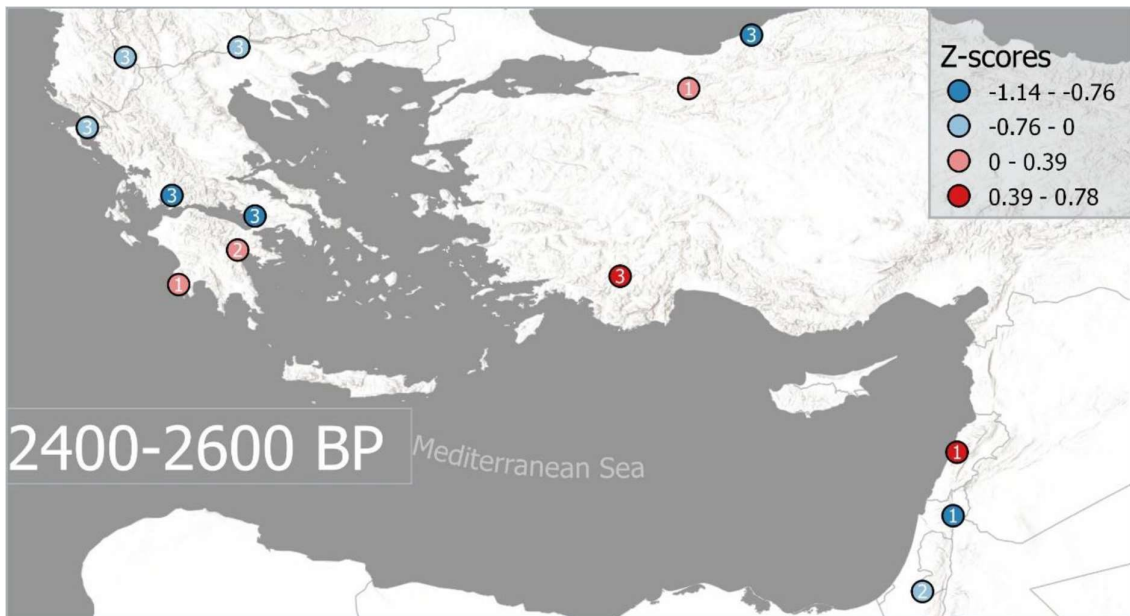 3
3
3
1
3
3
3
2
1
3
1
1
2
Z-scores
-1.14 - -0.76
-0.76 - 0
0 - 0.39
0.39 - 0.78
2400-2600 BP
Mediterranean Sea